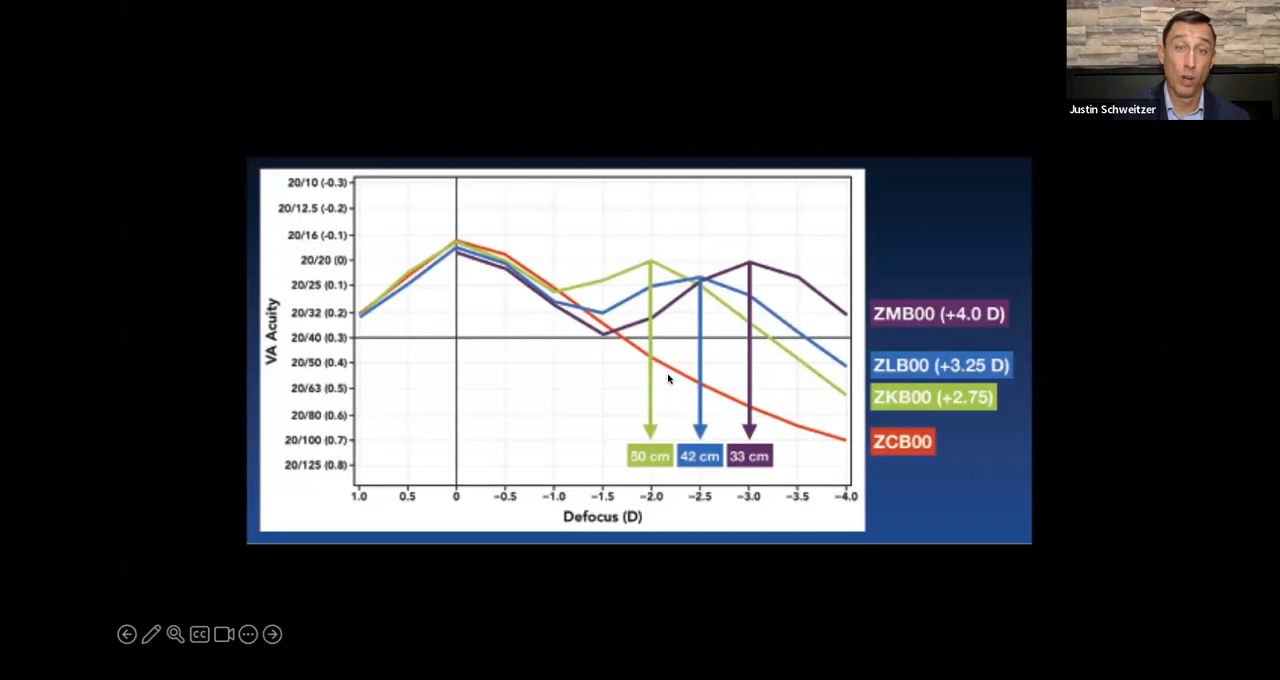 Justin Schweitzer
20/10 (-0.3)
20/12.5 (-0.2)
20/16 (-0.1)
20/20 (0)
20/25 (0.1)
20/32 (0.2)
20/40 (0.3)
20/50 (0.4)
20/63 (0.5)
20/80 (0.6)
20/100 (0.7)
20/125 (0.8)
VA Acuity
50 cm
42 cm
33 cm
1.0 0.5 0 −0.5 −1.0 −1.5 −2.0 −2.5 −3.0 −3.5 −4.0
Defocus (D)
ZMB00 (+4.0 D)
ZLB00 (+3.25 D)
ZKB00 (+2.75)
ZCB00
CC